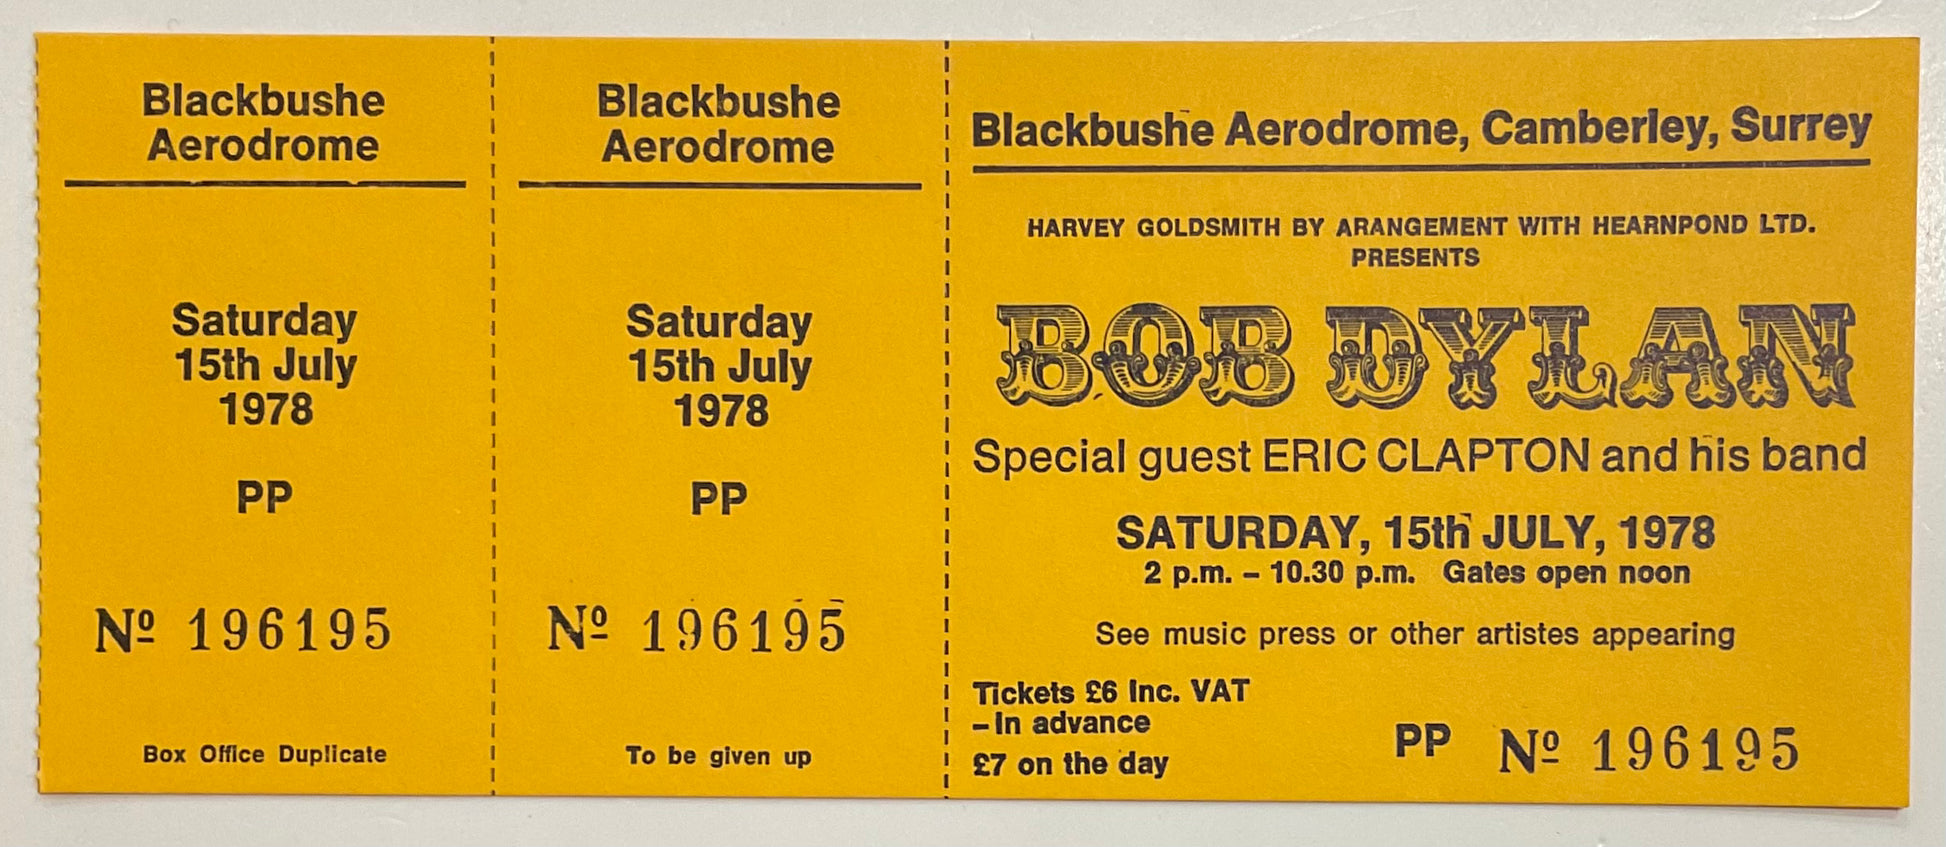 Blackbushe
Aerodrome
Saturday
15th July
1978
PP
Nº 196195
Box Office Duplicate
Blackbushe
Aerodrome
Saturday
15th July
1978
PP
Nº 196195
To be given up
Blackbushe Aerodrome, Camberley, Surrey
HARVEY GOLDSMITH BY ARANGEMENT WITH HEARNPOND LTD.
PRESENTS
BOB DYLAN
Special guest ERIC CLAPTON and his band
SATURDAY, 15th JULY, 1978
2 p.m. – 10.30 p.m. Gates open noon
See music press or other artistes appearing
Tickets £6 Inc. VAT
– In advance
£7 on the day
PP Nº 196195